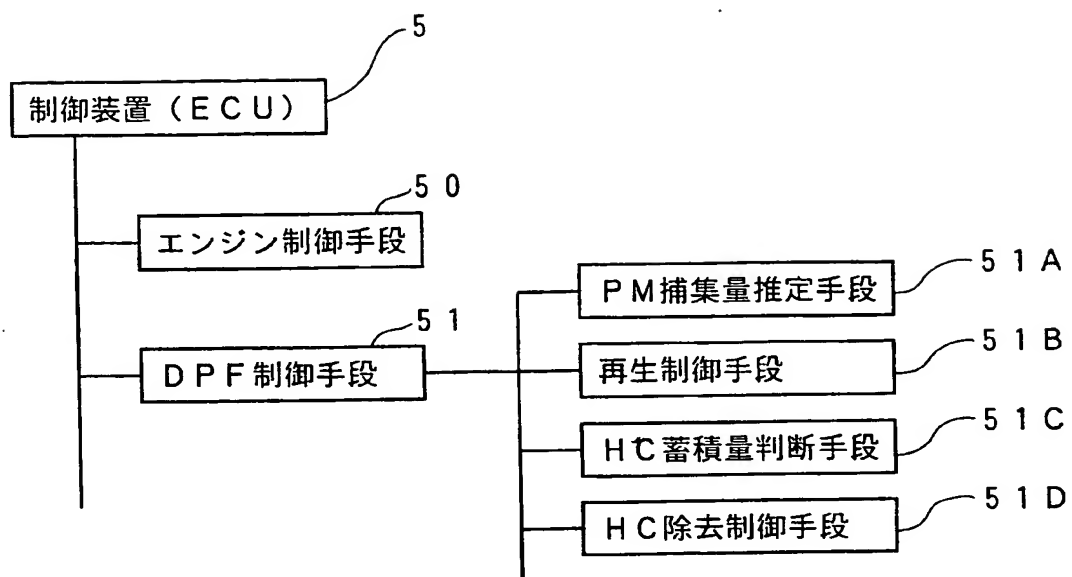 5
制御装置（ＥＣＵ）
５０
エンジン制御手段
５１
ＤＰＦ制御手段
５１Ａ
ＰＭ捕集量推定手段
５１Ｂ
再生制御手段
５１Ｃ
ＨＣ蓄積量判断手段
５１Ｄ
ＨＣ除去制御手段